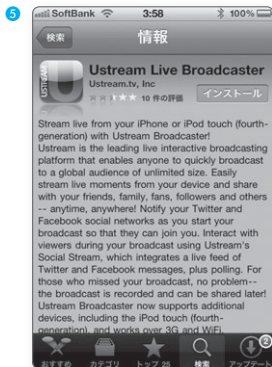 5
SoftBank 3:58 100%
検索 情報
Ustream Live Broadcaster
Ustream.tv, Inc
10 件の評価 インストール
USTREAM
Stream live from your iPhone or iPod touch (fourth-
generation) with Ustream Broadcaster!
Ustream is the leading live interactive broadcasting
platform that enables anyone to quickly broadcast
to a global audience of unlimited size. Easily
stream live moments from your device and share
with your friends, family, fans, followers and others
-- anytime, anywhere! Notify your Twitter and
Facebook social networks as you start your
broadcast so that they can join you. Interact with
viewers during your broadcast using Ustream's
Social Stream, which integrates a live feed of
Twitter and Facebook messages, plus polling. For
those who missed your broadcast, no problem--
the broadcast is recorded and can be shared later!
Ustream Broadcaster now supports additional
devices, including the iPod touch (fourth-
generation), and works over 3G and WiFi.
おすすめ カテゴリ トップ 25 検索 アップデート
2